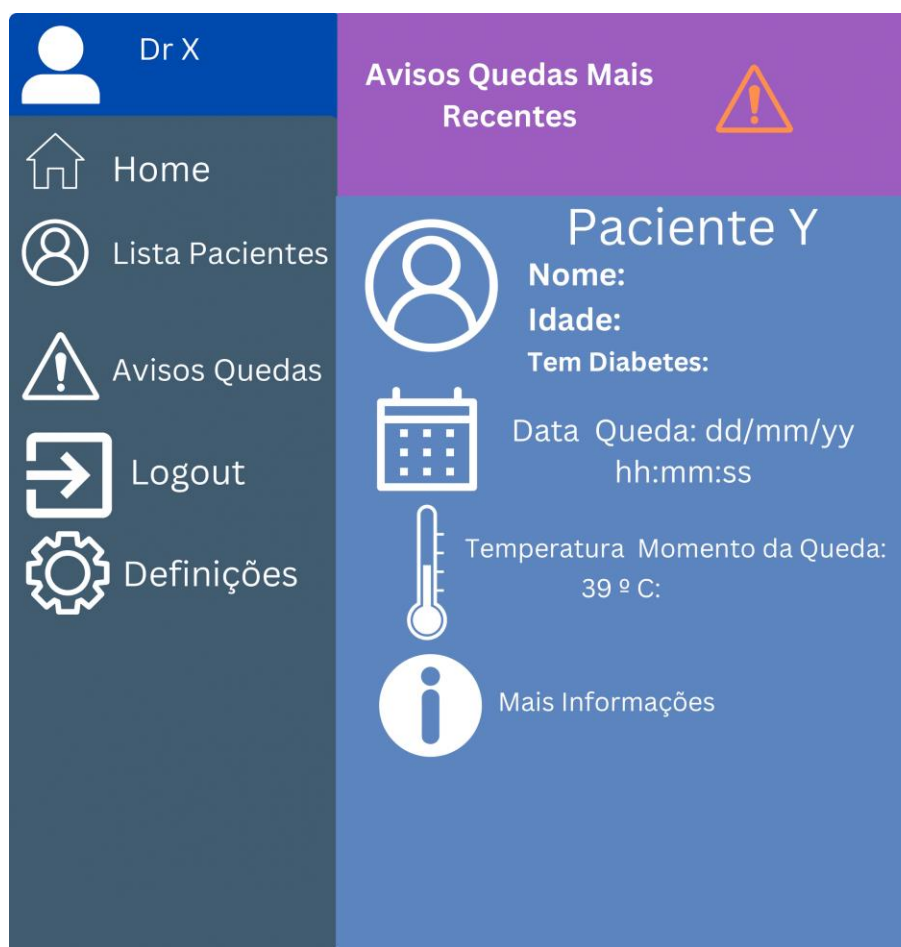 Dr X
Home
Lista Pacientes
Avisos Quedas
Logout
Definições
Avisos Quedas Mais
Recentes
Paciente Y
Nome:
Idade:
Tem Diabetes:
Data Queda: dd/mm/yy
hh:mm:ss
Temperatura Momento da Queda:
39 º C:
Mais Informações